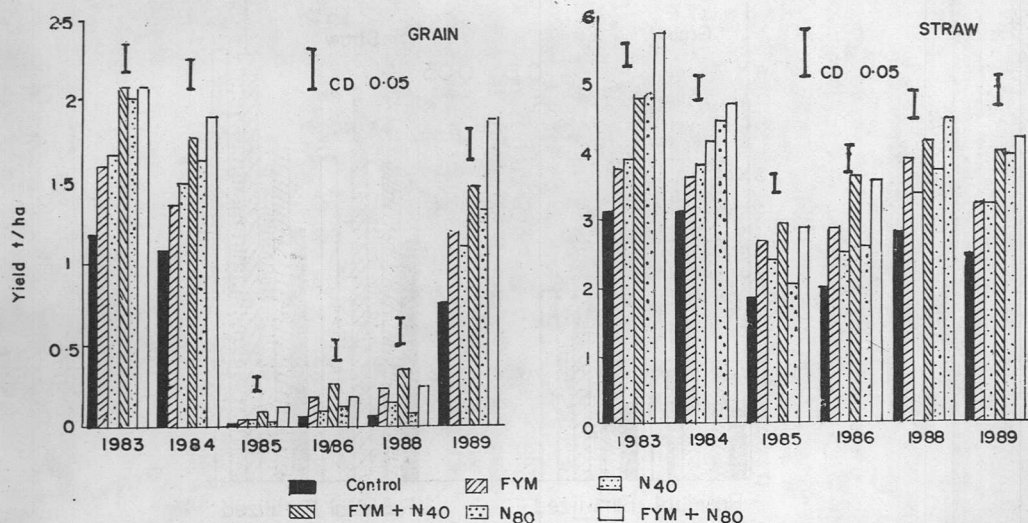 GRAIN
CD 0.05
Yield t/ha
2.5
2
1.5
1
0.5
0
1983 1984 1985 1986 1988 1989
STRAW
CD 0.05
6
5
4
3
2
1
0
1983 1984 1985 1986 1988 1989
Control FYM N40
FYM + N40 N80 FYM + N80